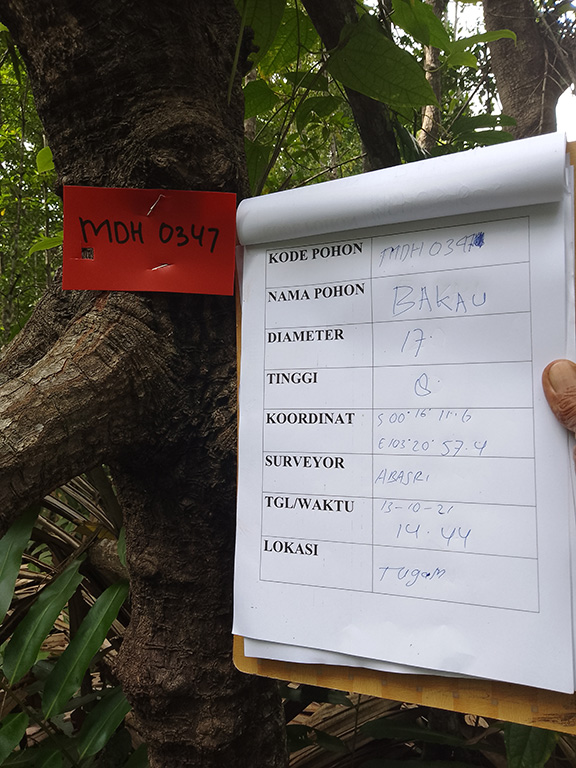 MDH 0347
KODE POHON MDH 0347
NAMA POHON BAKAU
DIAMETER 17.
TINGGI 8.
KOORDINAT S 00°16' 11.6
E 103°20' 57.4
SURVEYOR ABASRI
TGL/WAKTU 13-10-21
14.44
LOKASI Tugam